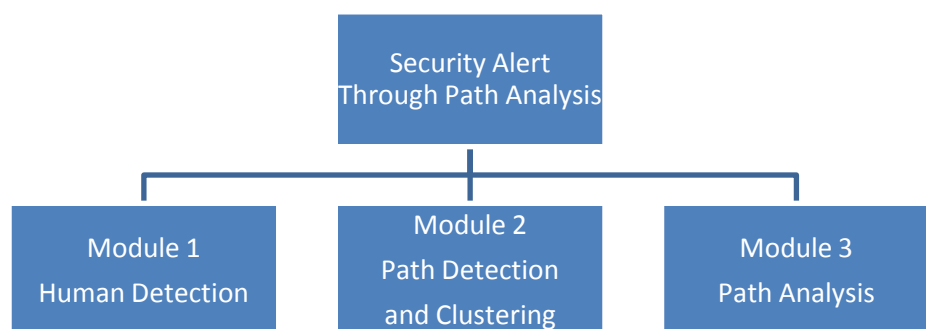 Security Alert
Through Path Analysis
Module 1
Human Detection
Module 2
Path Detection
and Clustering
Module 3
Path Analysis